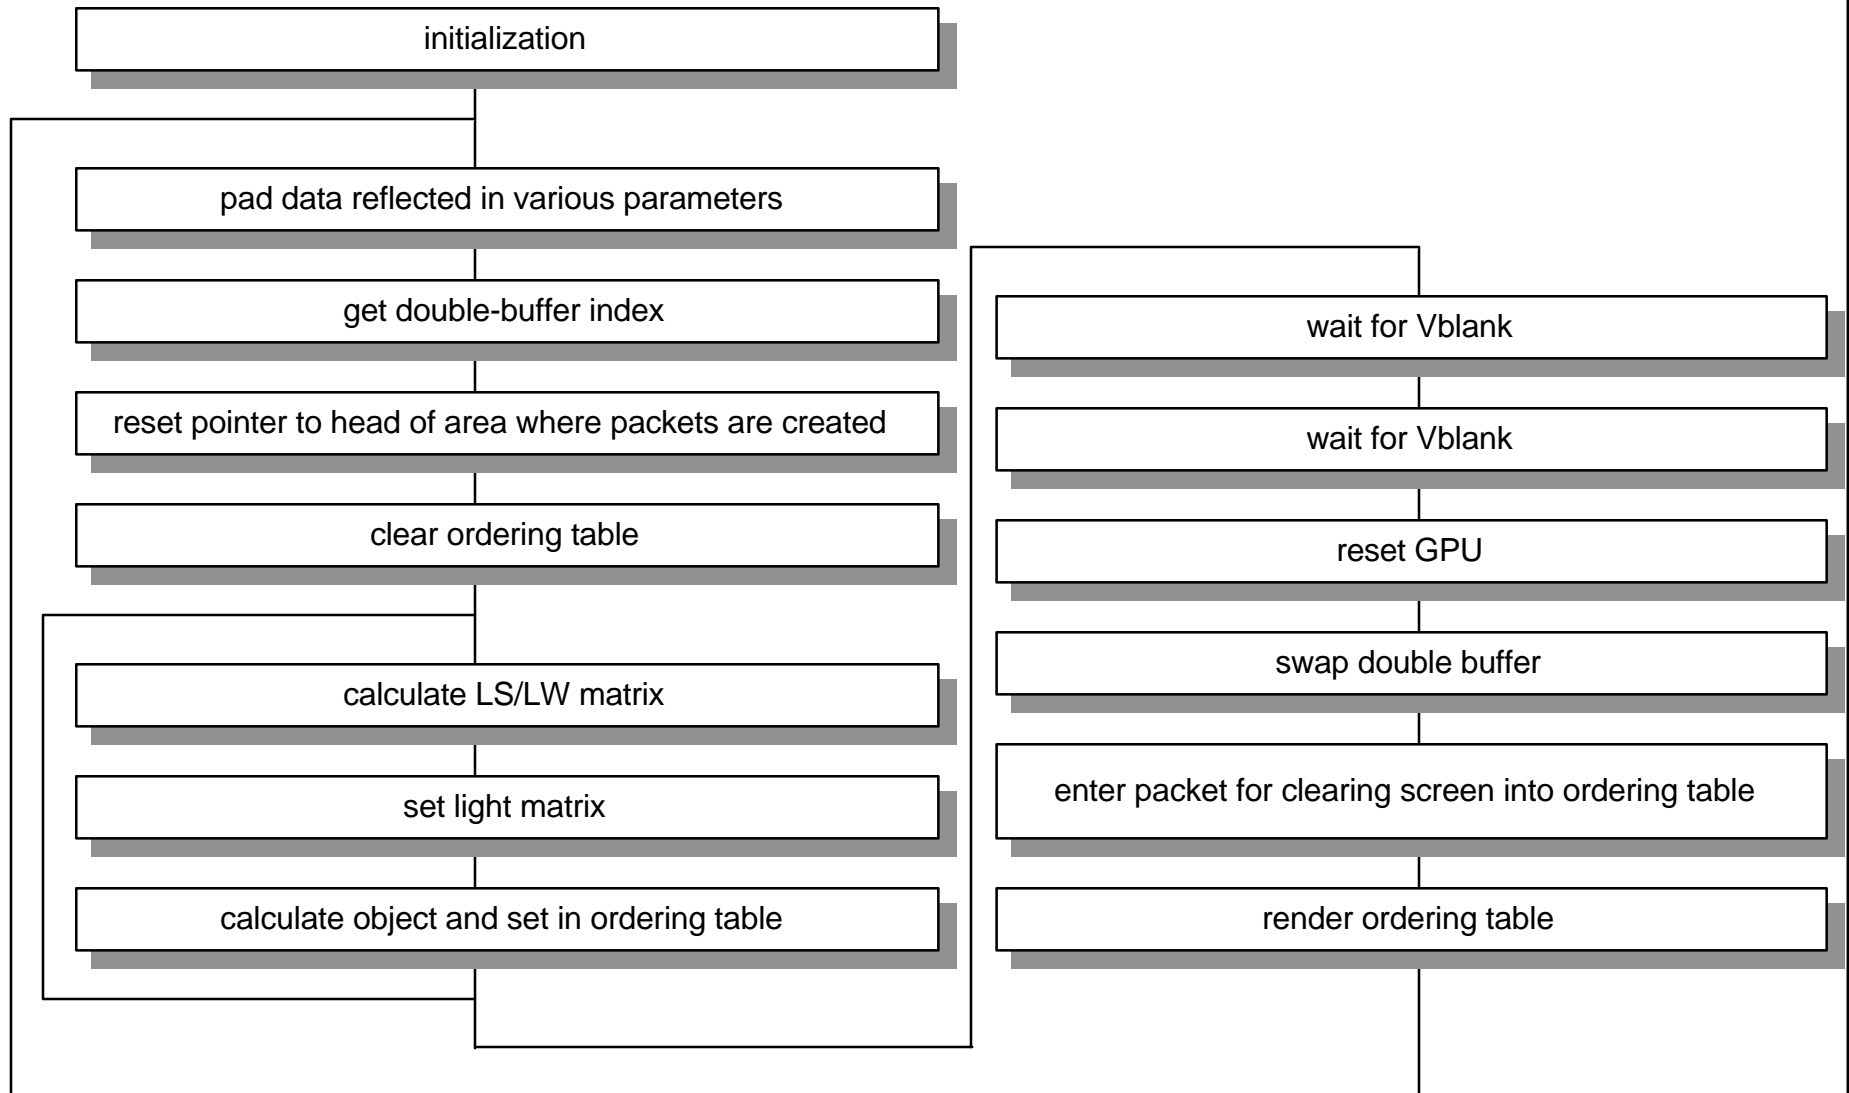 initialization
pad data reflected in various parameters
get double-buffer index
reset pointer to head of area where packets are created
clear ordering table
calculate LS/LW matrix
set light matrix
calculate object and set in ordering table
wait for Vblank
wait for Vblank
reset GPU
swap double buffer
enter packet for clearing screen into ordering table
render ordering table